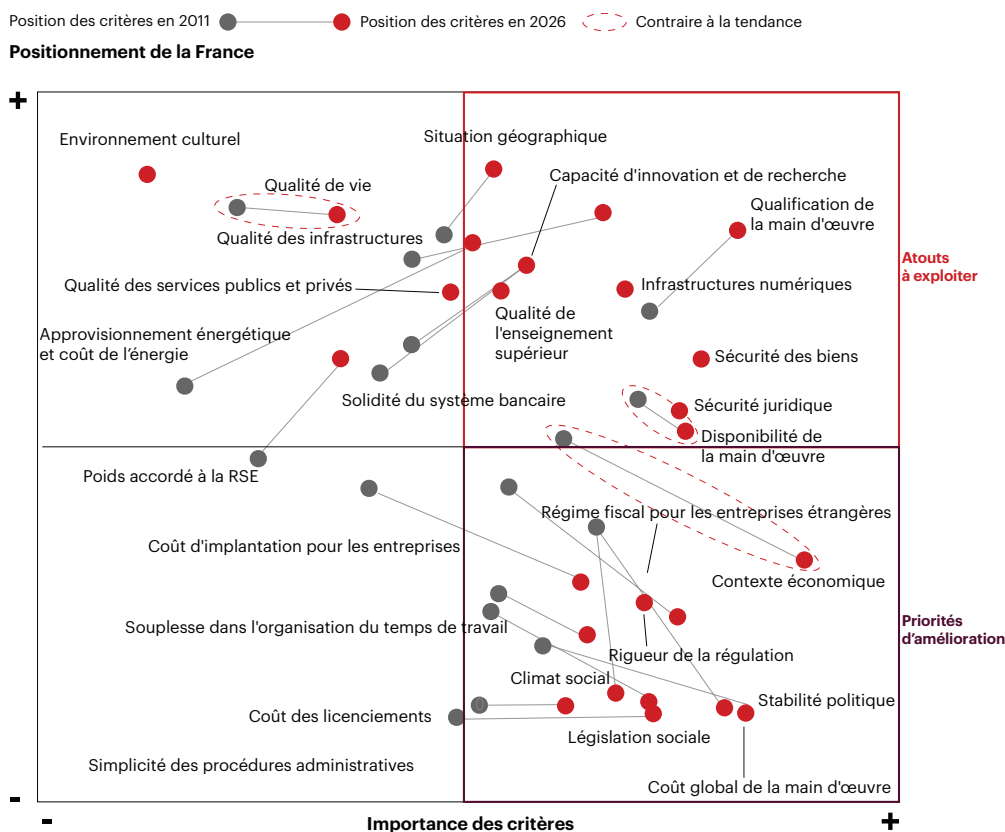 Position des critères en 2011
Position des critères en 2026
Contraire à la tendance
Positionnement de la France
+
Environnement culturel
Situation géographique
Capacité d'innovation et de recherche
Qualité de vie
Qualification de
la main d'œuvre
Qualité des infrastructures
Atouts
à exploiter
Qualité des services publics et privés
Infrastructures numériques
Qualité de
l'enseignement
supérieur
Approvisionnement énergétique
et coût de l’énergie
Sécurité des biens
Solidité du système bancaire
Sécurité juridique
Disponibilité de
la main d'œuvre
Poids accordé à la RSE
Régime fiscal pour les entreprises étrangères
Coût d'implantation pour les entreprises
Contexte économique
Priorités
d’amélioration
Souplesse dans l'organisation du temps de travail
Rigueur de la régulation
Climat social
Stabilité politique
0
Coût des licenciements
Législation sociale
Simplicité des procédures administratives
Coût global de la main d'œuvre
-
-
Importance des critères
+